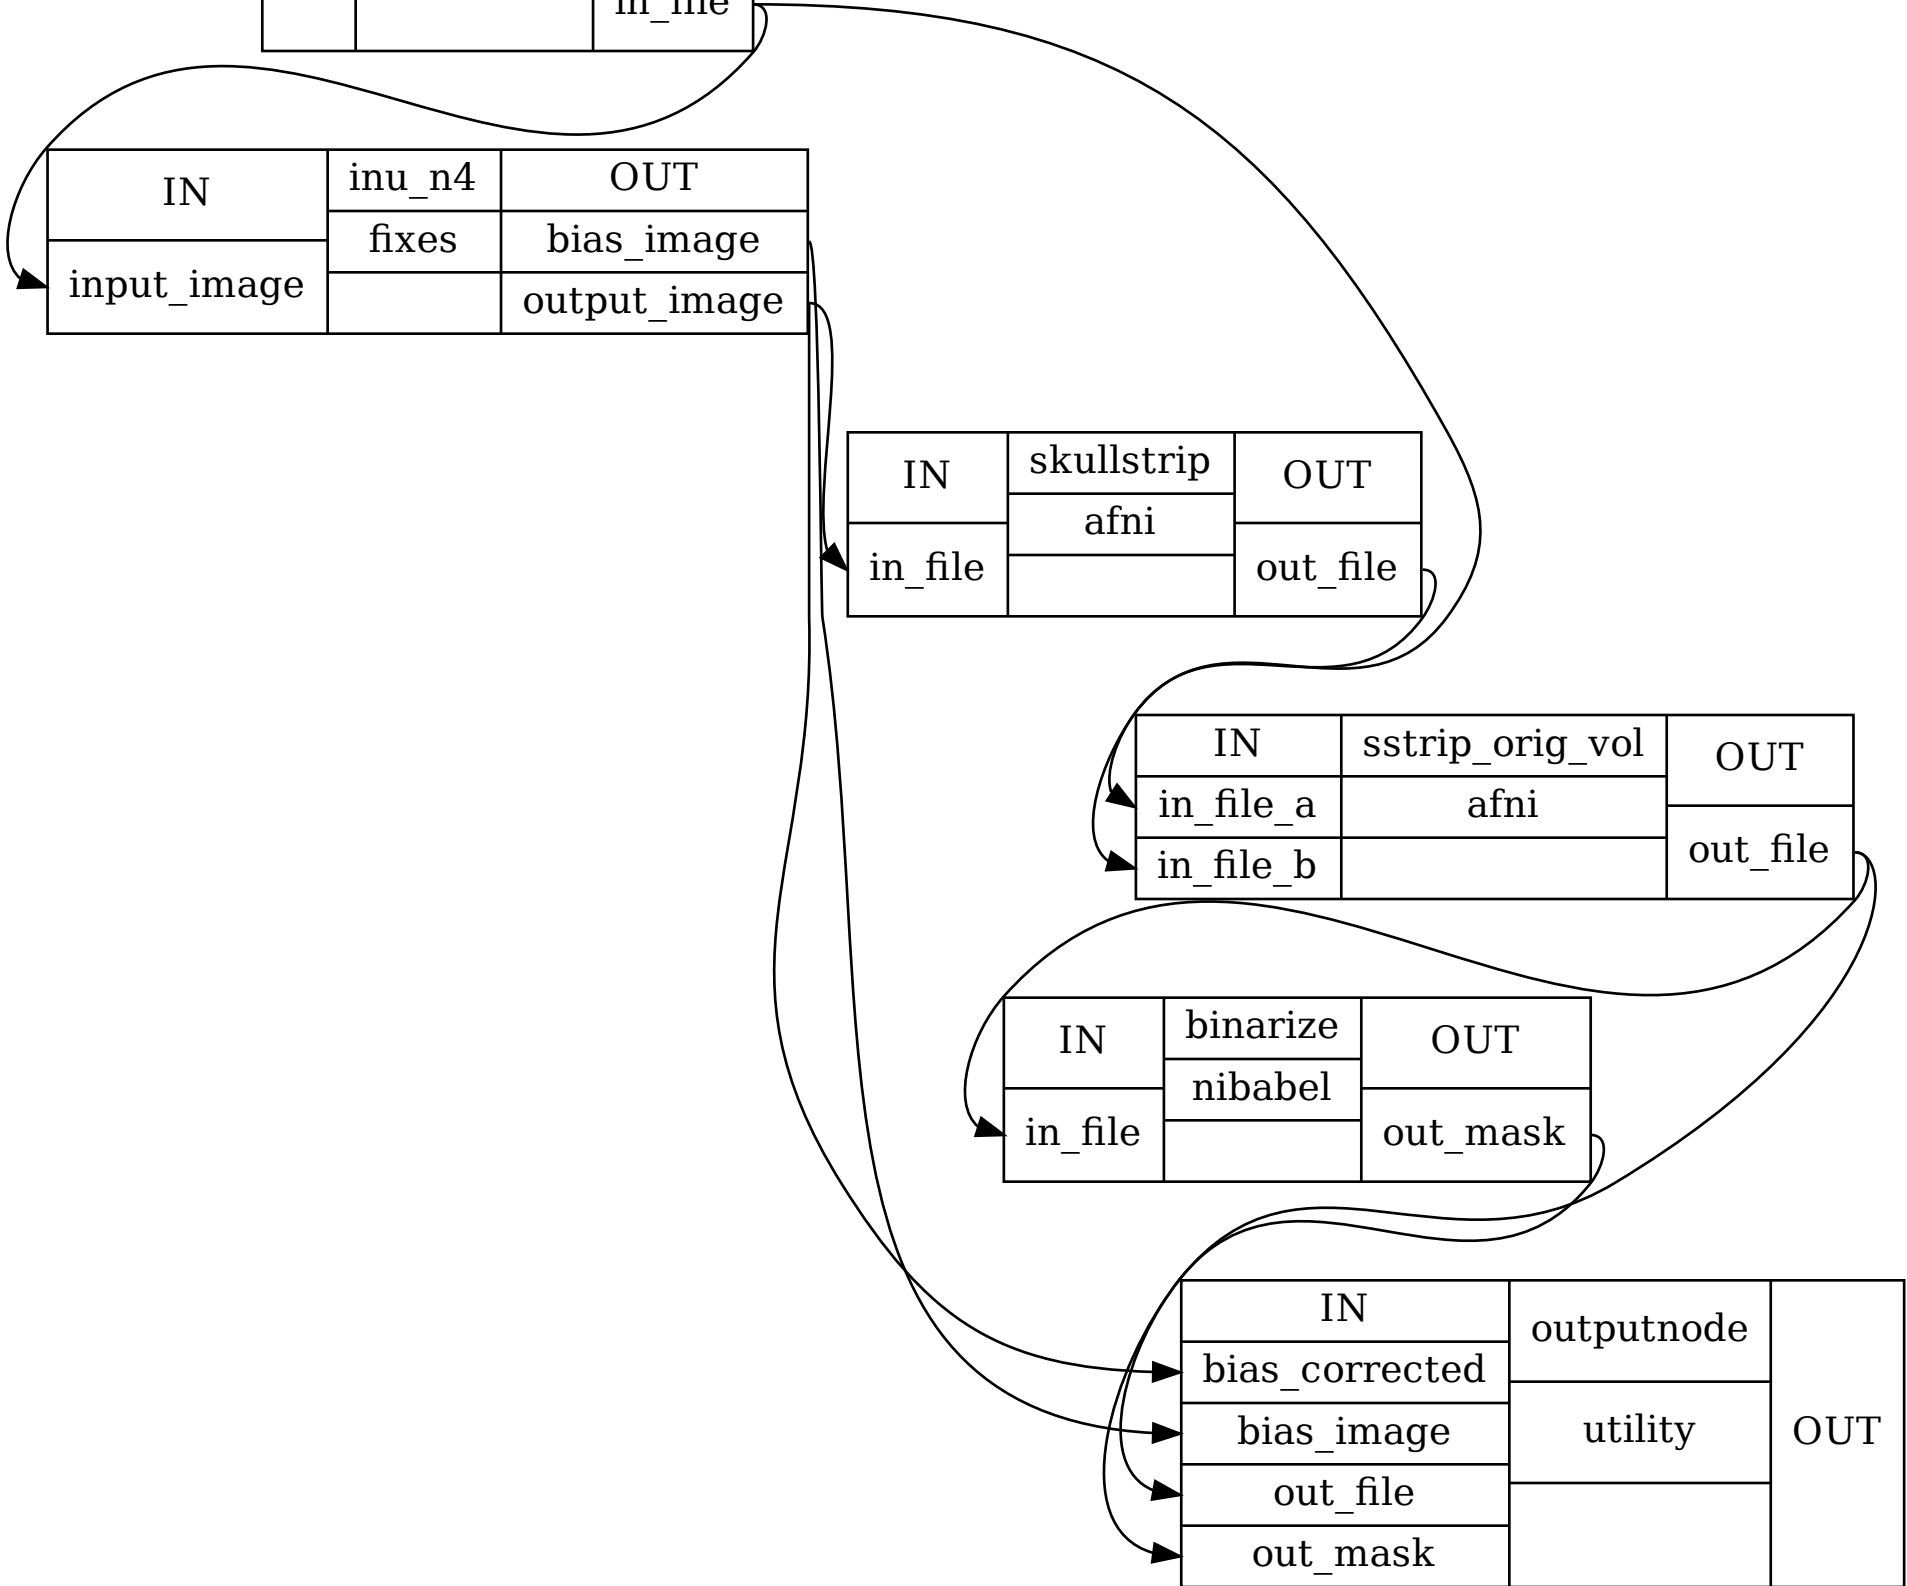 in_file
IN
inu_n4
OUT
fixes
bias_image
input_image
output_image
IN
skullstrip
OUT
afni
in_file
out_file
IN
sstrip_orig_vol
OUT
in_file_a
afni
in_file_b
out_file
IN
binarize
OUT
nibabel
in_file
out_mask
IN
outputnode
OUT
bias_corrected
bias_image
utility
out_file
out_mask